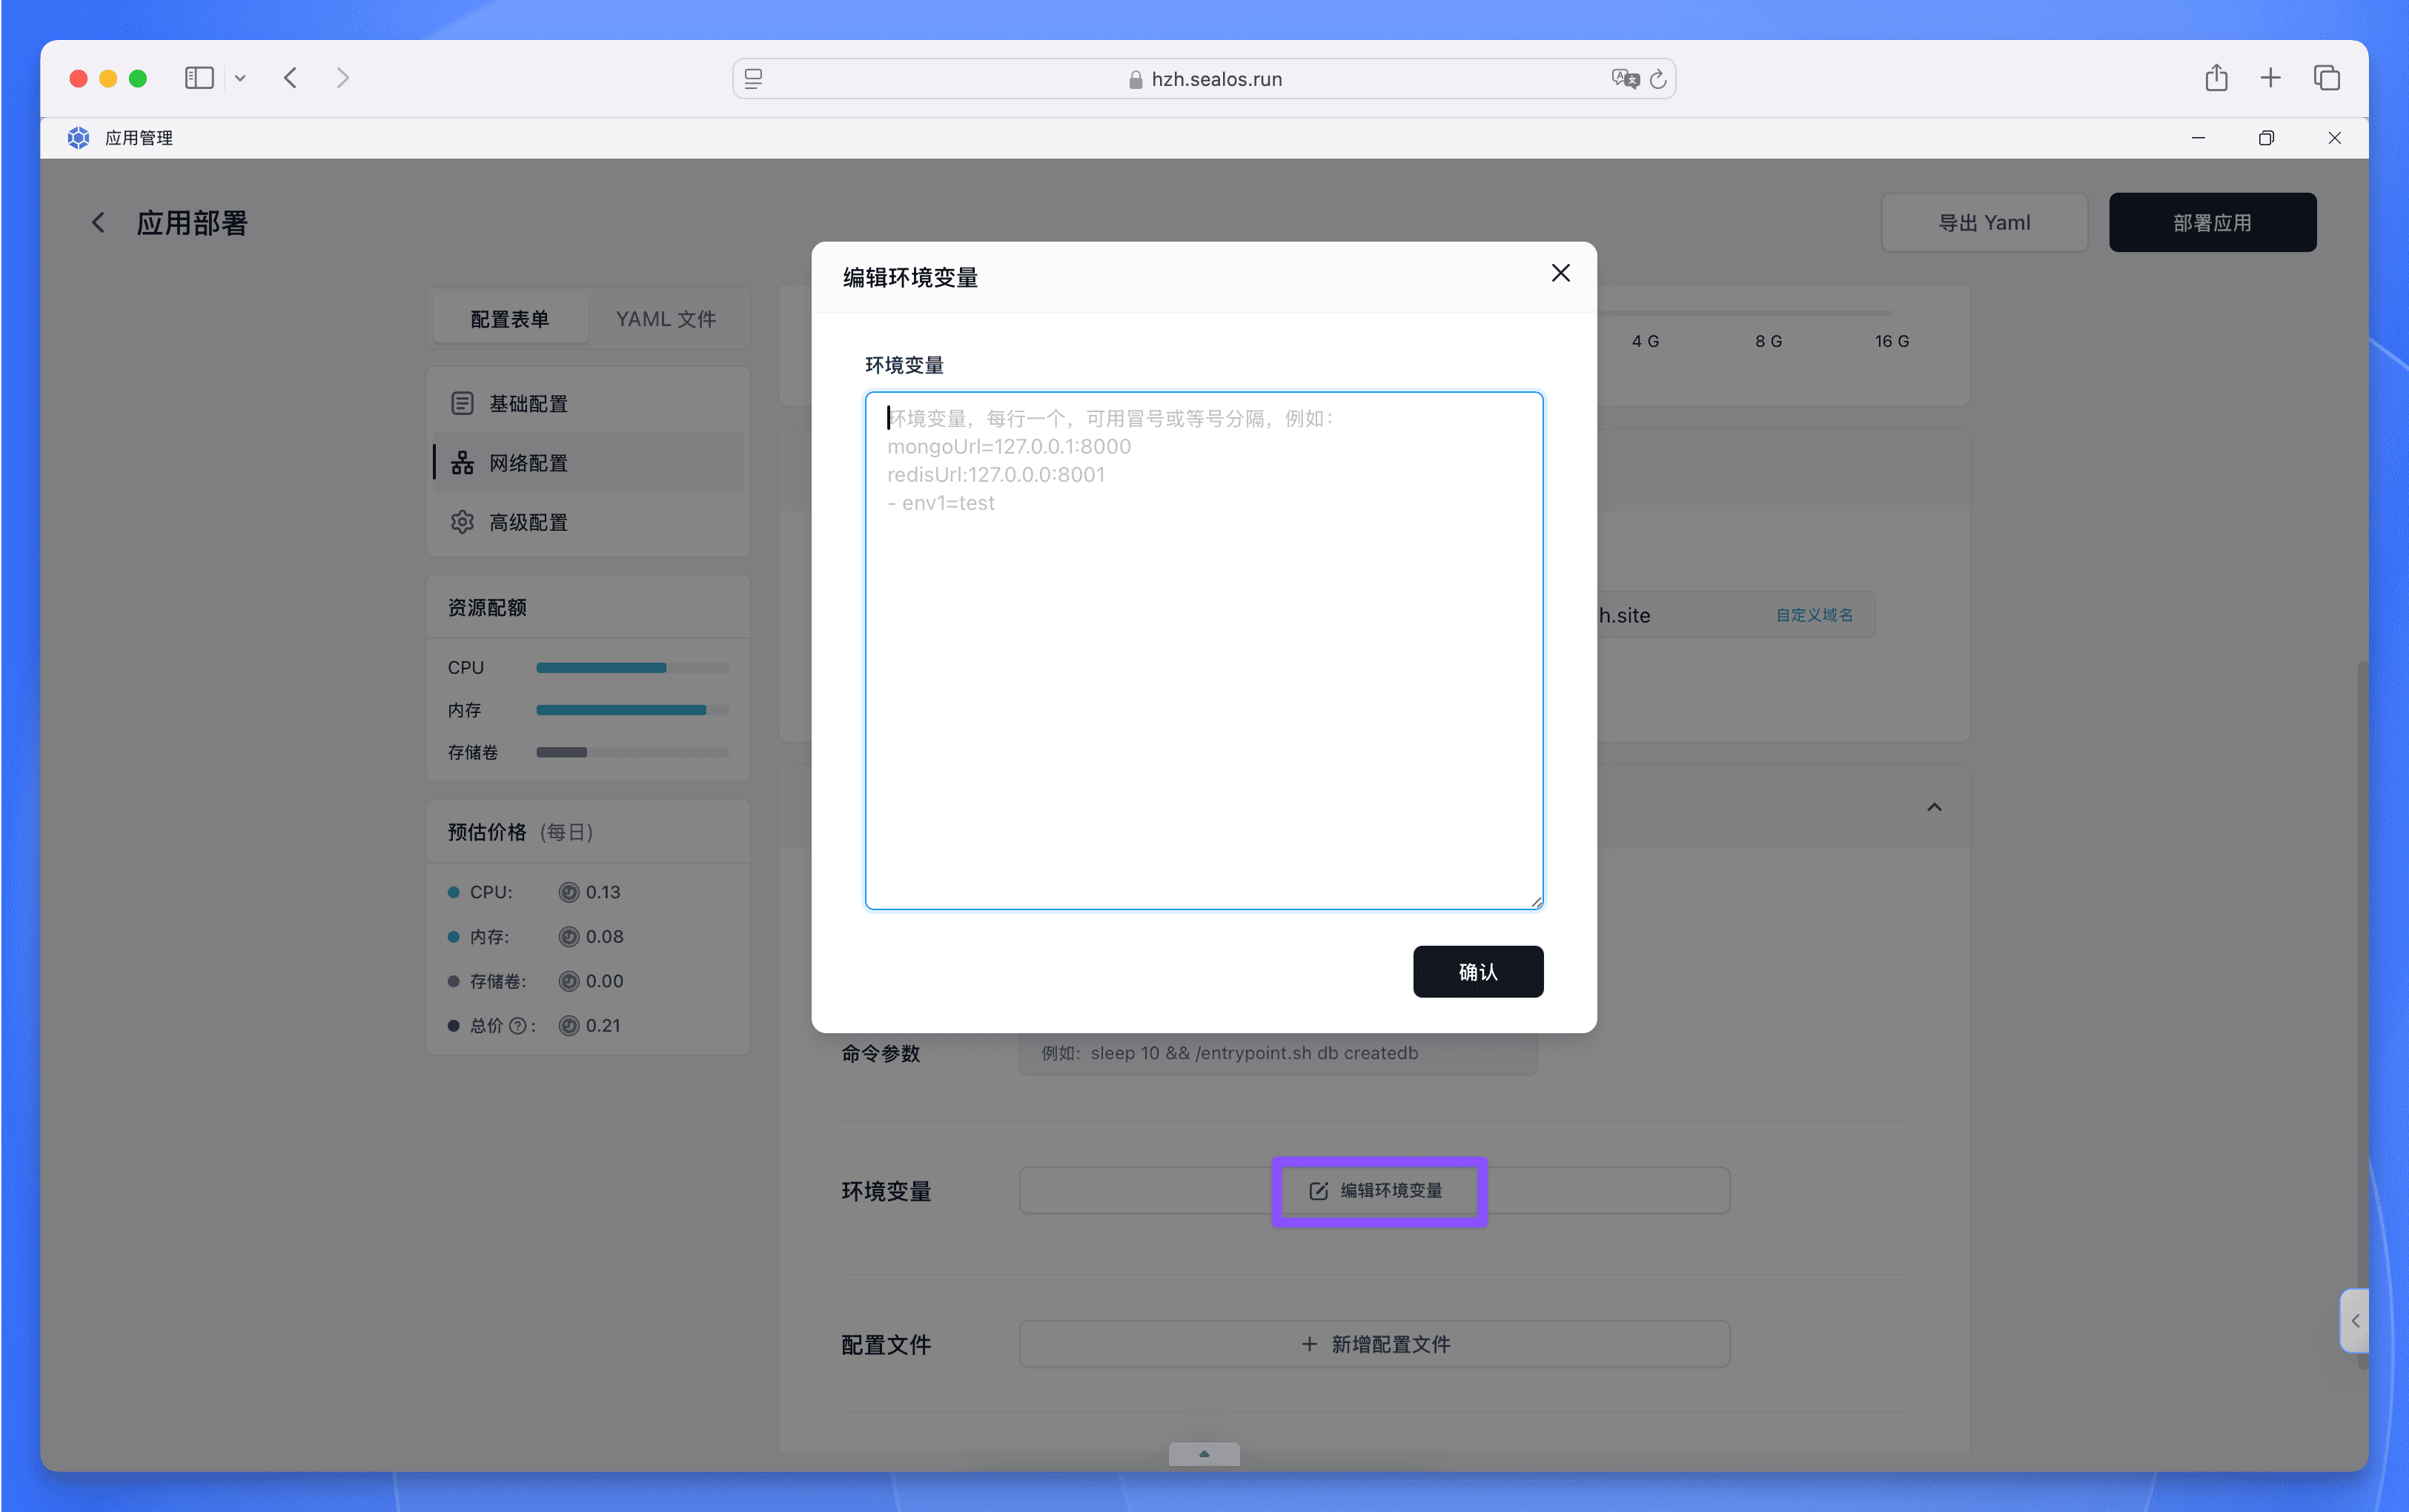 hzh.sealos.run
应用管理
应用部署
导出 Yaml
部署应用
配置表单
YAML 文件
基础配置
网络配置
高级配置
资源配额
CPU
内存
存储卷
预估价格 (每日)
CPU: 0.13
内存: 0.08
存储卷: 0.00
总价 ? : 0.21
编辑环境变量
环境变量
环境变量，每行一个，可用冒号或等号分隔，例如：
mongoUrl=127.0.0.1:8000
redisUrl:127.0.0.0:8001
- env1=test
确认
4 G
8 G
16 G
h.site
自定义域名
命令参数
例如：sleep 10 && /entrypoint.sh db createdb
环境变量
编辑环境变量
配置文件
新增配置文件